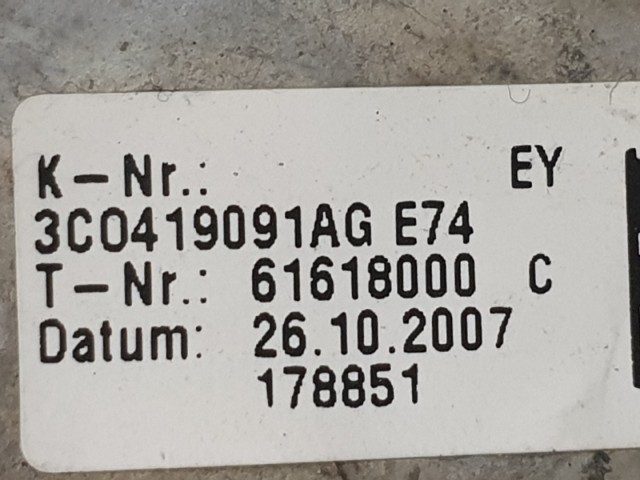 K-Nr.: EY
3C0419091AG E74
T-Nr.: 61618000 C
Datum: 26.10.2007
178851